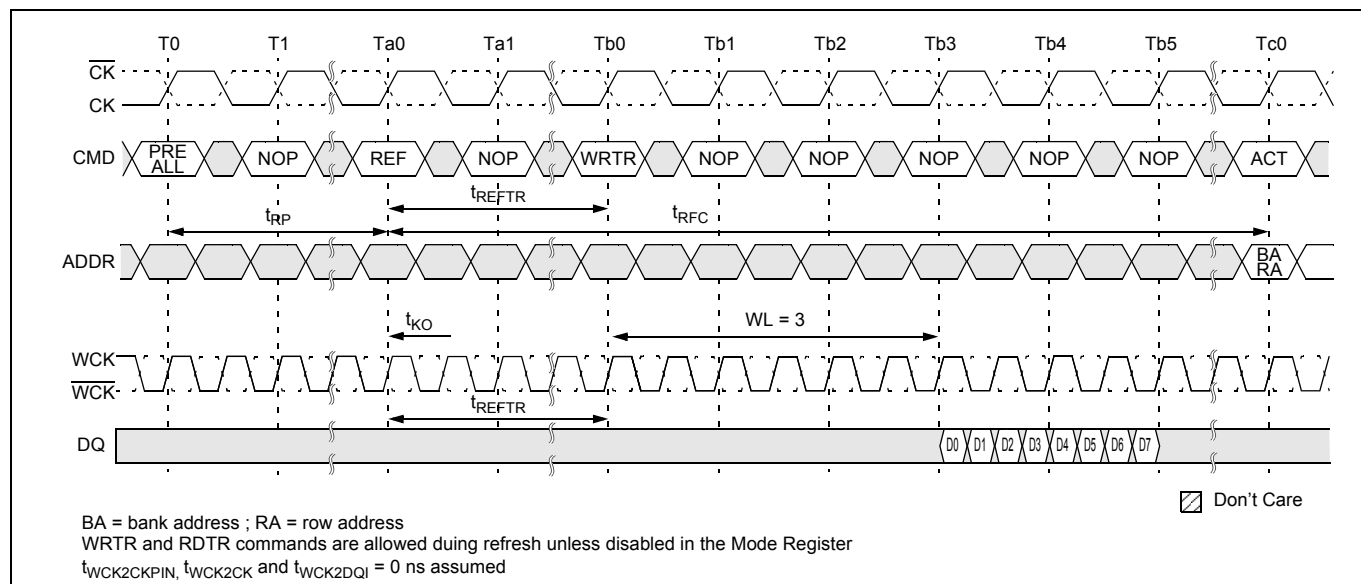 T0 T1 Ta0 Ta1 Tb0 Tb1 Tb2 Tb3 Tb4 Tb5 Tc0
CK
CK
CMD PRE ALL NOP REF NOP WRTR NOP NOP NOP NOP NOP ACT
tREFTR
tRP tRFC
ADDR BA RA
tKO WL = 3
WCK
WCK
tREFTR
DQ D0 D1 D2 D3 D4 D5 D6 D7
Don't Care
BA = bank address ; RA = row address
WRTR and RDTR commands are allowed duing refresh unless disabled in the Mode Register
tWCK2CKPIN, tWCK2CK and tWCK2DQI = 0 ns assumed